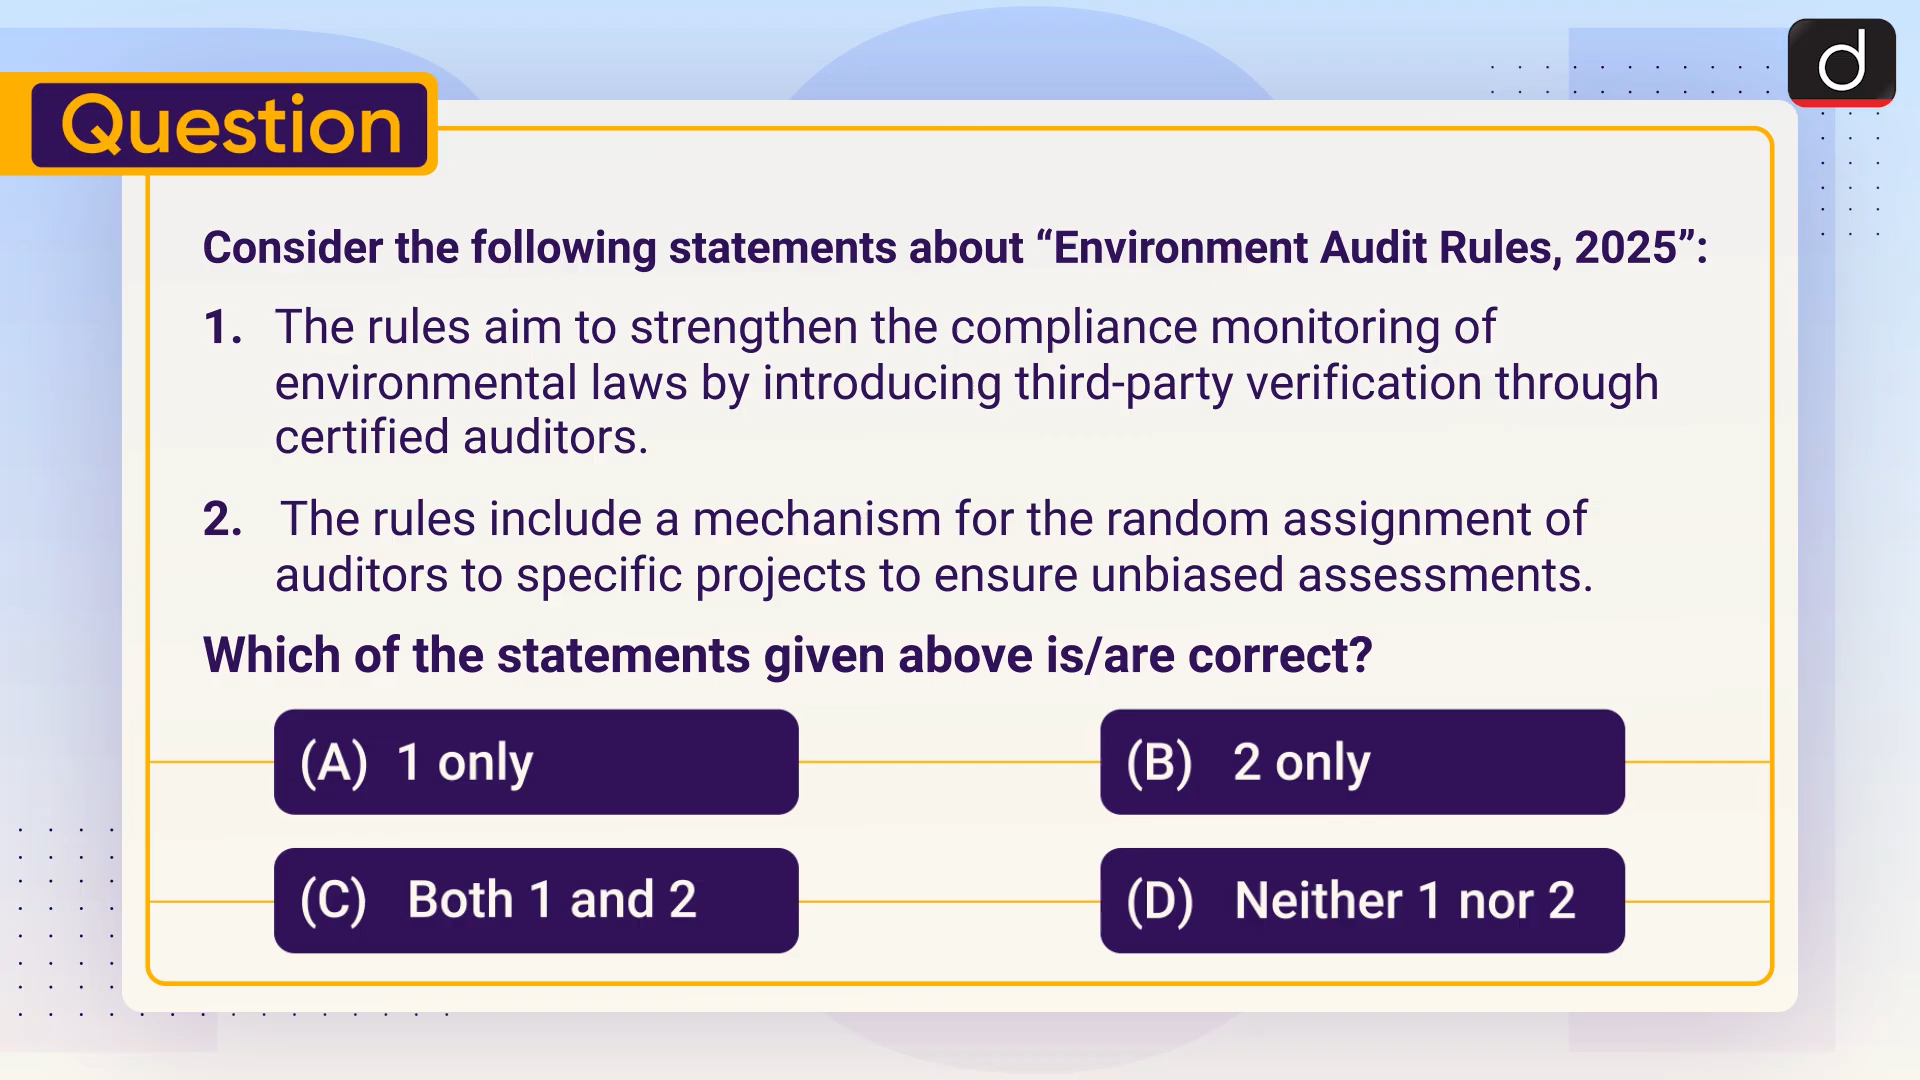 Question
Consider the following statements about “Environment Audit Rules, 2025”:
1. The rules aim to strengthen the compliance monitoring of
environmental laws by introducing third-party verification through
certified auditors.
2. The rules include a mechanism for the random assignment of
auditors to specific projects to ensure unbiased assessments.
Which of the statements given above is/are correct?
(A) 1 only
(B) 2 only
(C) Both 1 and 2
(D) Neither 1 nor 2
d